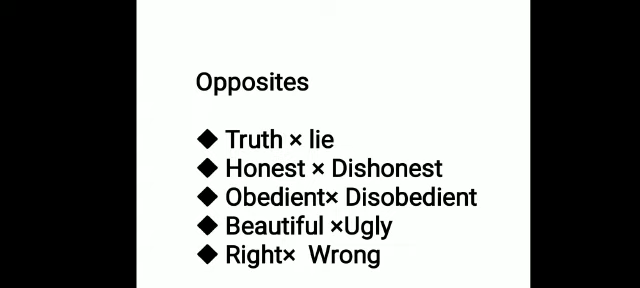 Opposites
◆ Truth × lie
◆ Honest × Dishonest
◆ Obedient× Disobedient
◆ Beautiful ×Ugly
◆ Right×  Wrong